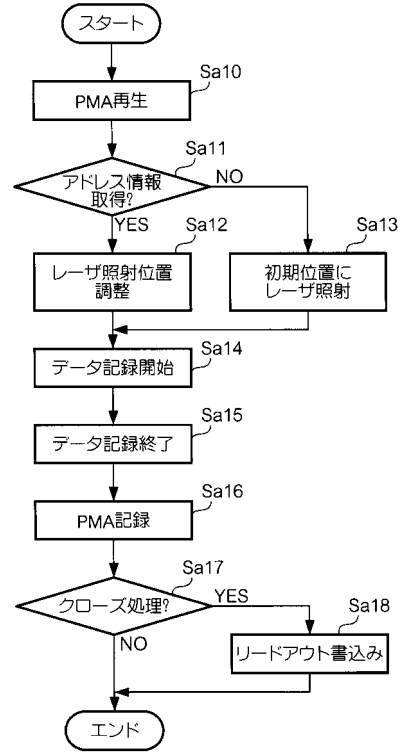 スタート
Sa10
PMA再生
Sa11
アドレス情報
取得?
NO
YES
Sa12
Sa13
レーザ照射位置
調整
初期位置に
レーザ照射
Sa14
データ記録開始
Sa15
データ記録終了
Sa16
PMA記録
Sa17
クローズ処理?
YES
NO
Sa18
リードアウト書込み
エンド